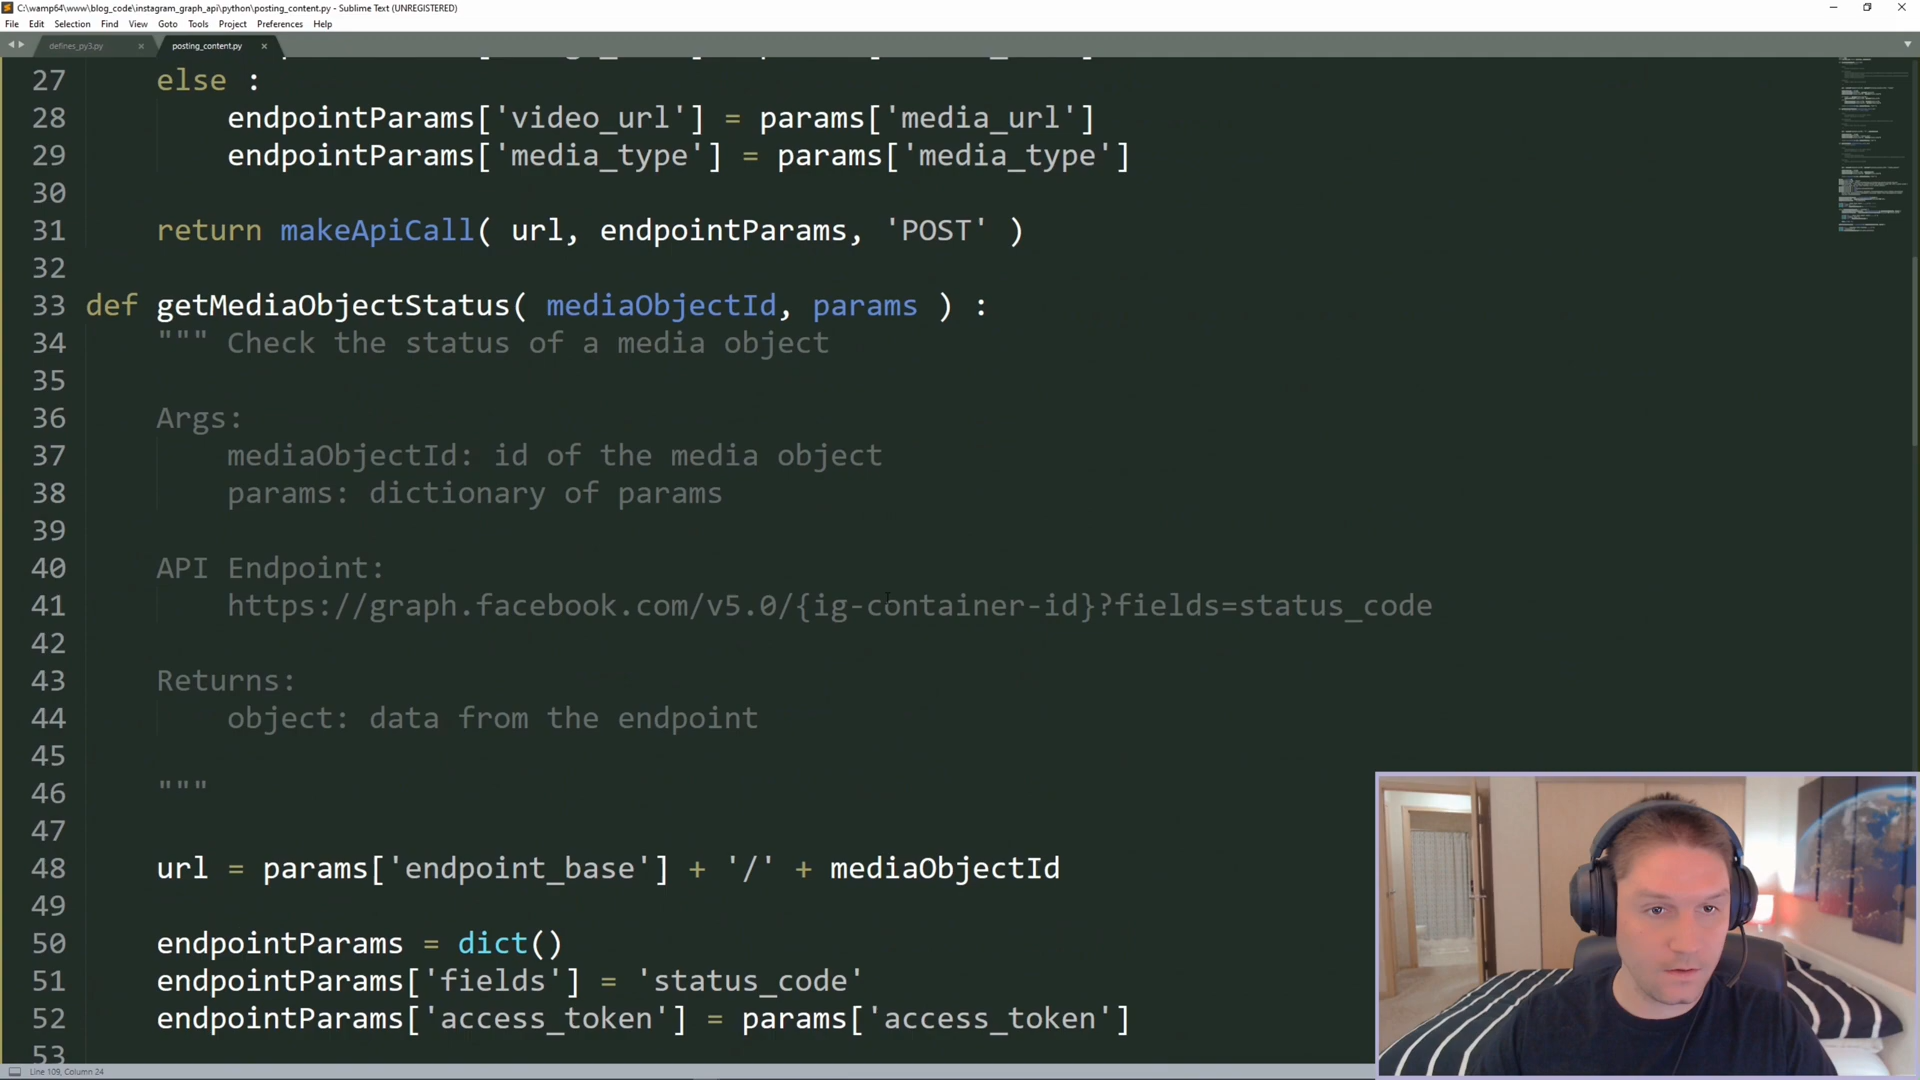 C:\wamp64\www\blog_code\instagram_graph_api\python\posting_content.py - Sublime Text (UNREGISTERED)
File Edit Selection Find View Goto Tools Project Preferences Help
defines_py3.py × posting_content.py ×
27 else :
28 endpointParams['video_url'] = params['media_url']
29 endpointParams['media_type'] = params['media_type']
30
31 return makeApiCall( url, endpointParams, 'POST' )
32
33 def getMediaObjectStatus( mediaObjectId, params ) :
34 """ Check the status of a media object
35
36 Args:
37 mediaObjectId: id of the media object
38 params: dictionary of params
39
40 API Endpoint:
41 https://graph.facebook.com/v5.0/{ig-container-id}?fields=status_code
42
43 Returns:
44 object: data from the endpoint
45
46 """
47
48 url = params['endpoint_base'] + '/' + mediaObjectId
49
50 endpointParams = dict()
51 endpointParams['fields'] = 'status_code'
52 endpointParams['access_token'] = params['access_token']
53
Line 109, Column 24